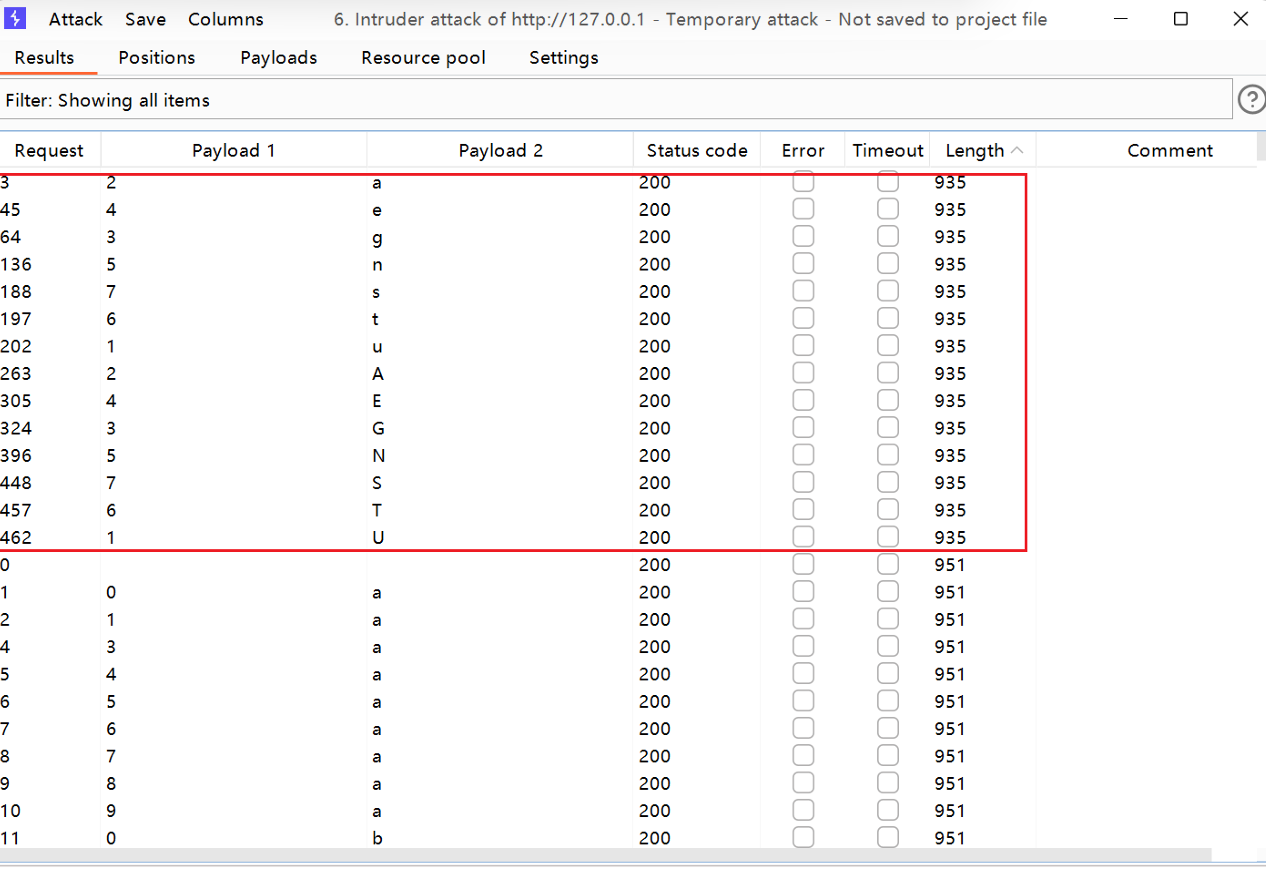 Attack Save Columns 6. Intruder attack of http://127.0.0.1 - Temporary attack - Not saved to project file
Results Positions Payloads Resource pool Settings
Filter: Showing all items
?
Request Payload 1 Payload 2 Status code Error Timeout Length Comment
3 2 a 200 935
45 4 e 200 935
64 3 g 200 935
136 5 n 200 935
188 7 s 200 935
197 6 t 200 935
202 1 u 200 935
263 2 A 200 935
305 4 E 200 935
324 3 G 200 935
396 5 N 200 935
448 7 S 200 935
457 6 T 200 935
462 1 U 200 935
0 200 951
1 0 a 200 951
2 1 a 200 951
4 3 a 200 951
5 4 a 200 951
6 5 a 200 951
7 6 a 200 951
8 7 a 200 951
9 8 a 200 951
10 9 a 200 951
11 0 b 200 951